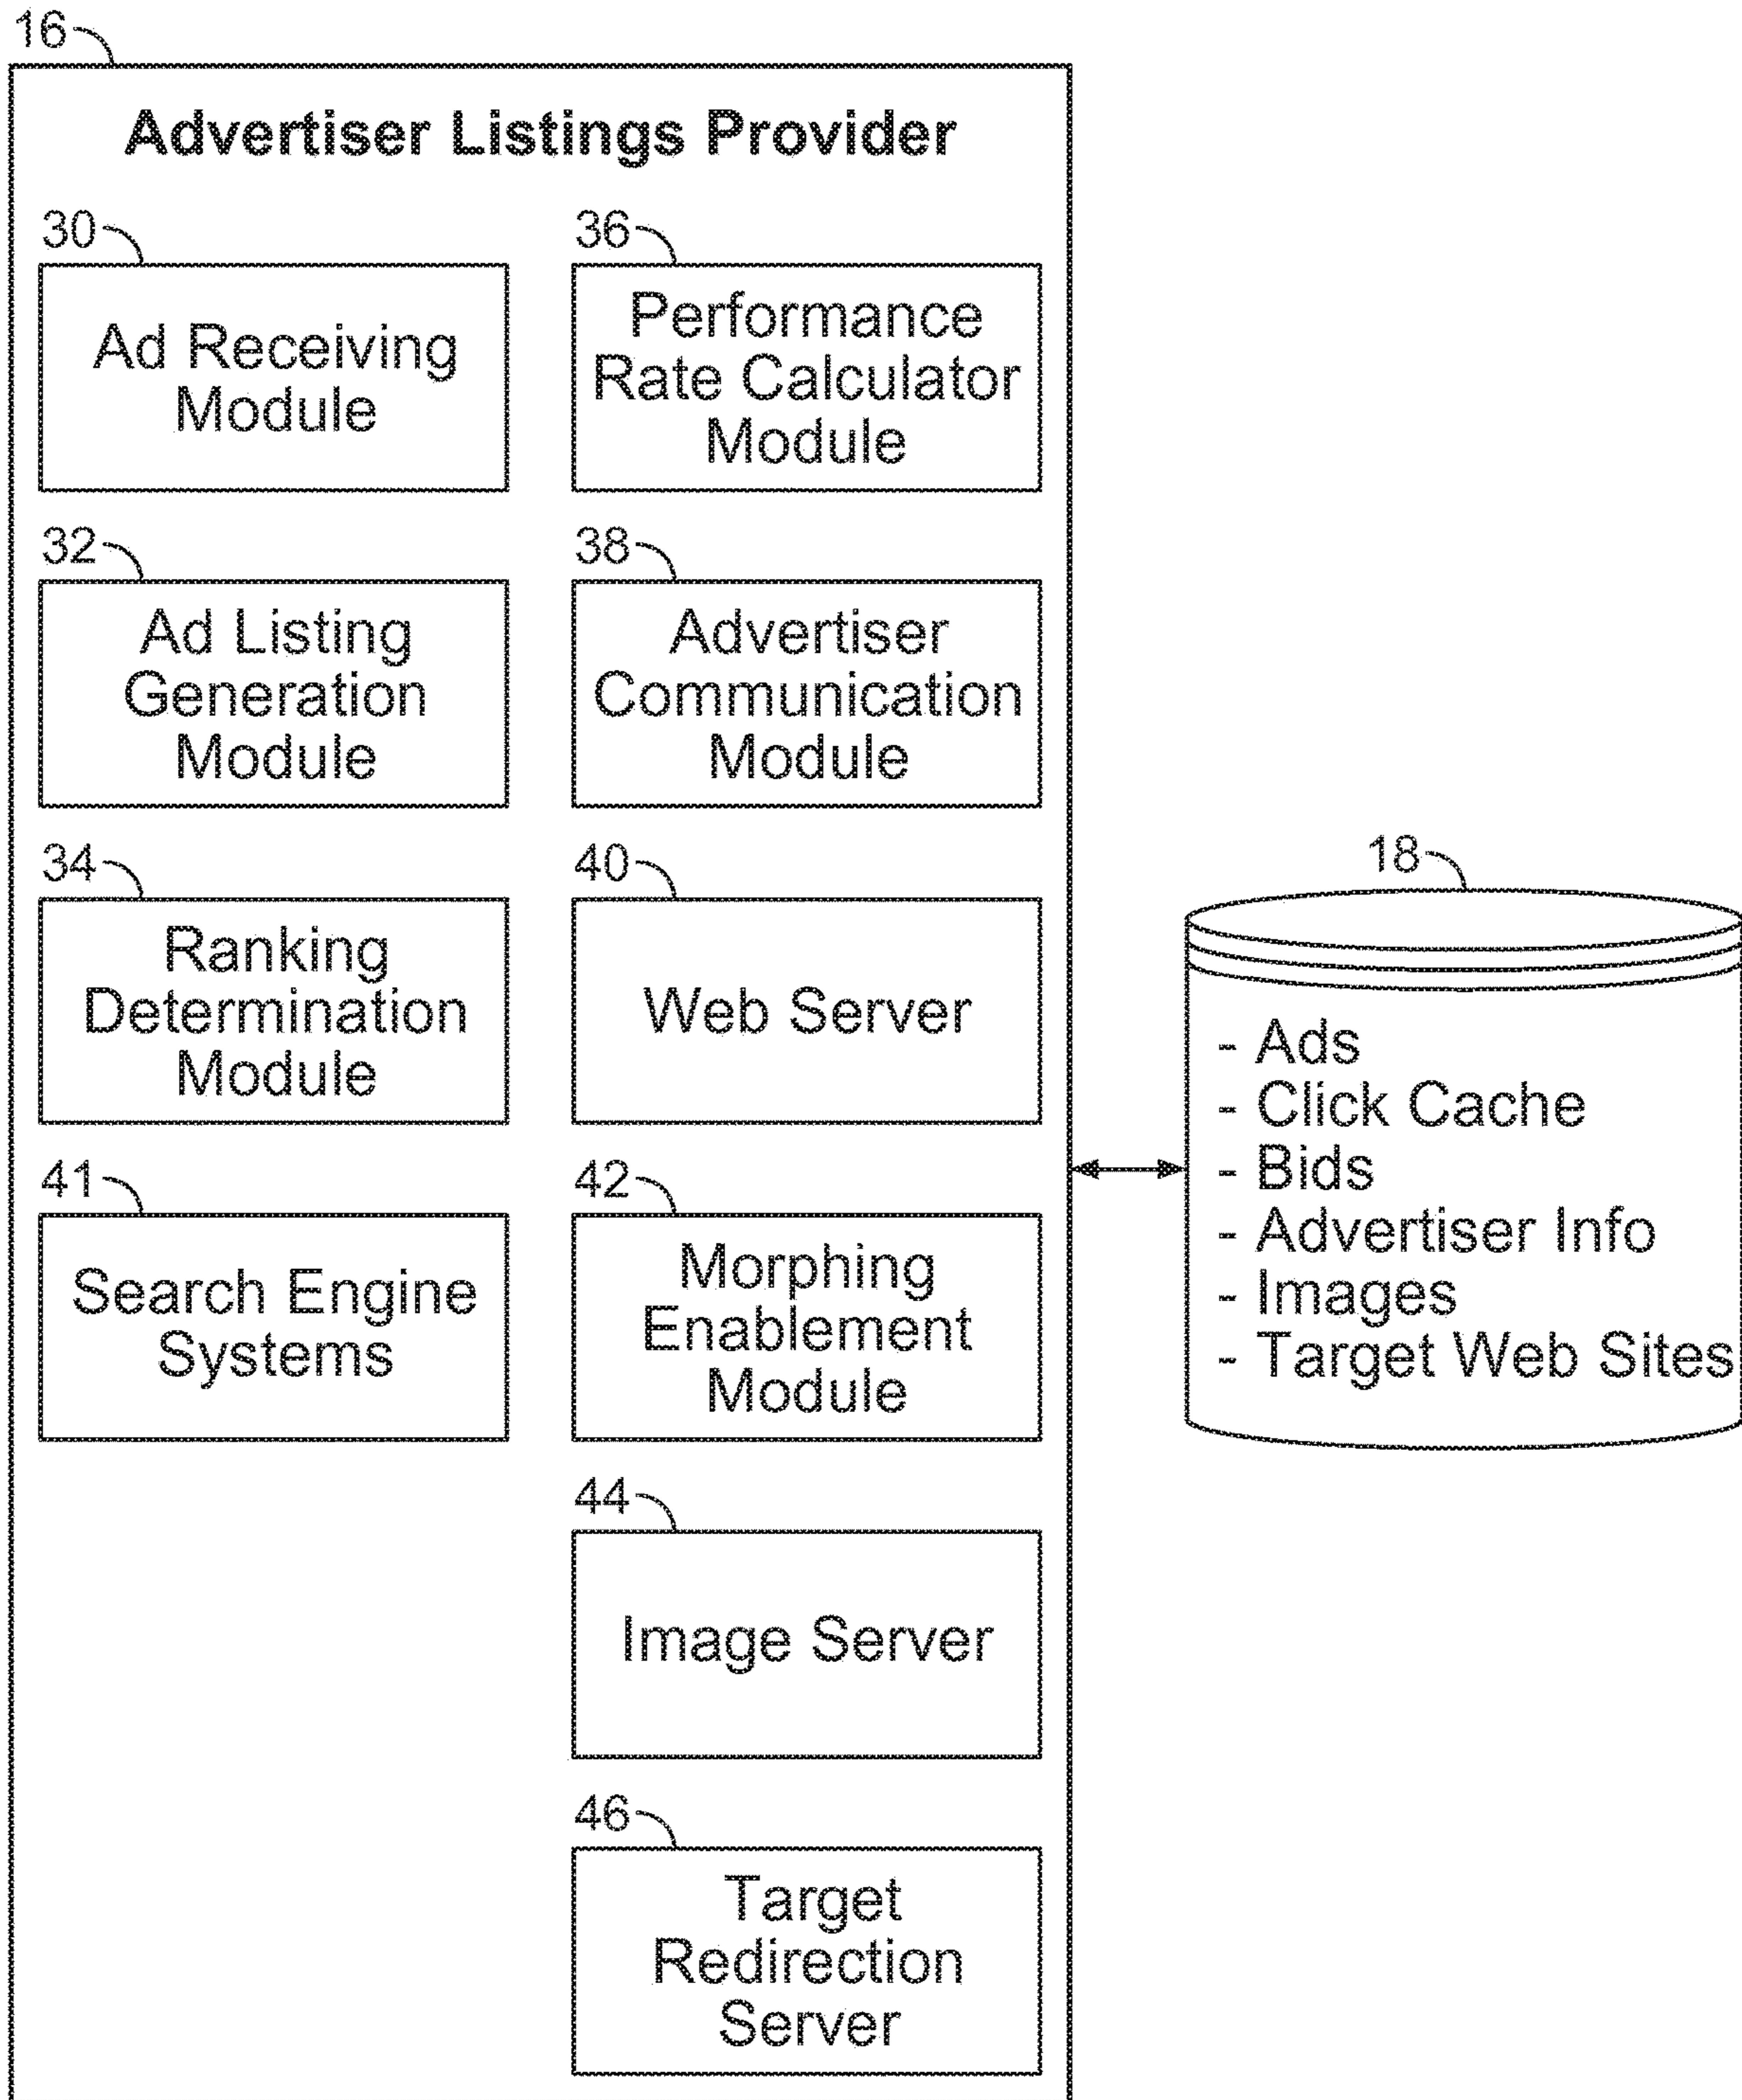 16
Advertiser Listings Provider
30
Ad Receiving
Module
36
Performance
Rate Calculator
Module
32
Ad Listing
Generation
Module
38
Advertiser
Communication
Module
34
Ranking
Determination
Module
40
Web Server
41
Search Engine
Systems
42
Morphing
Enablement
Module
44
Image Server
46
Target
Redirection
Server
18
- Ads
- Click Cache
- Bids
- Advertiser Info
- Images
- Target Web Sites